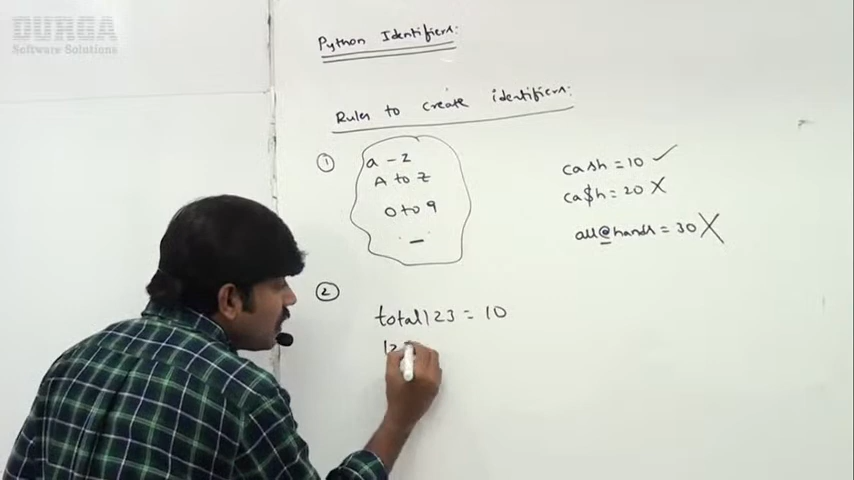 DURGA
Software Solutions
Python Identifiers:
Rules to create identifiers:
① a - z
A to Z
0 to 9
_
cash = 10 ✓
ca$h = 20 X
all@hands = 30 X
② total123 = 10
12